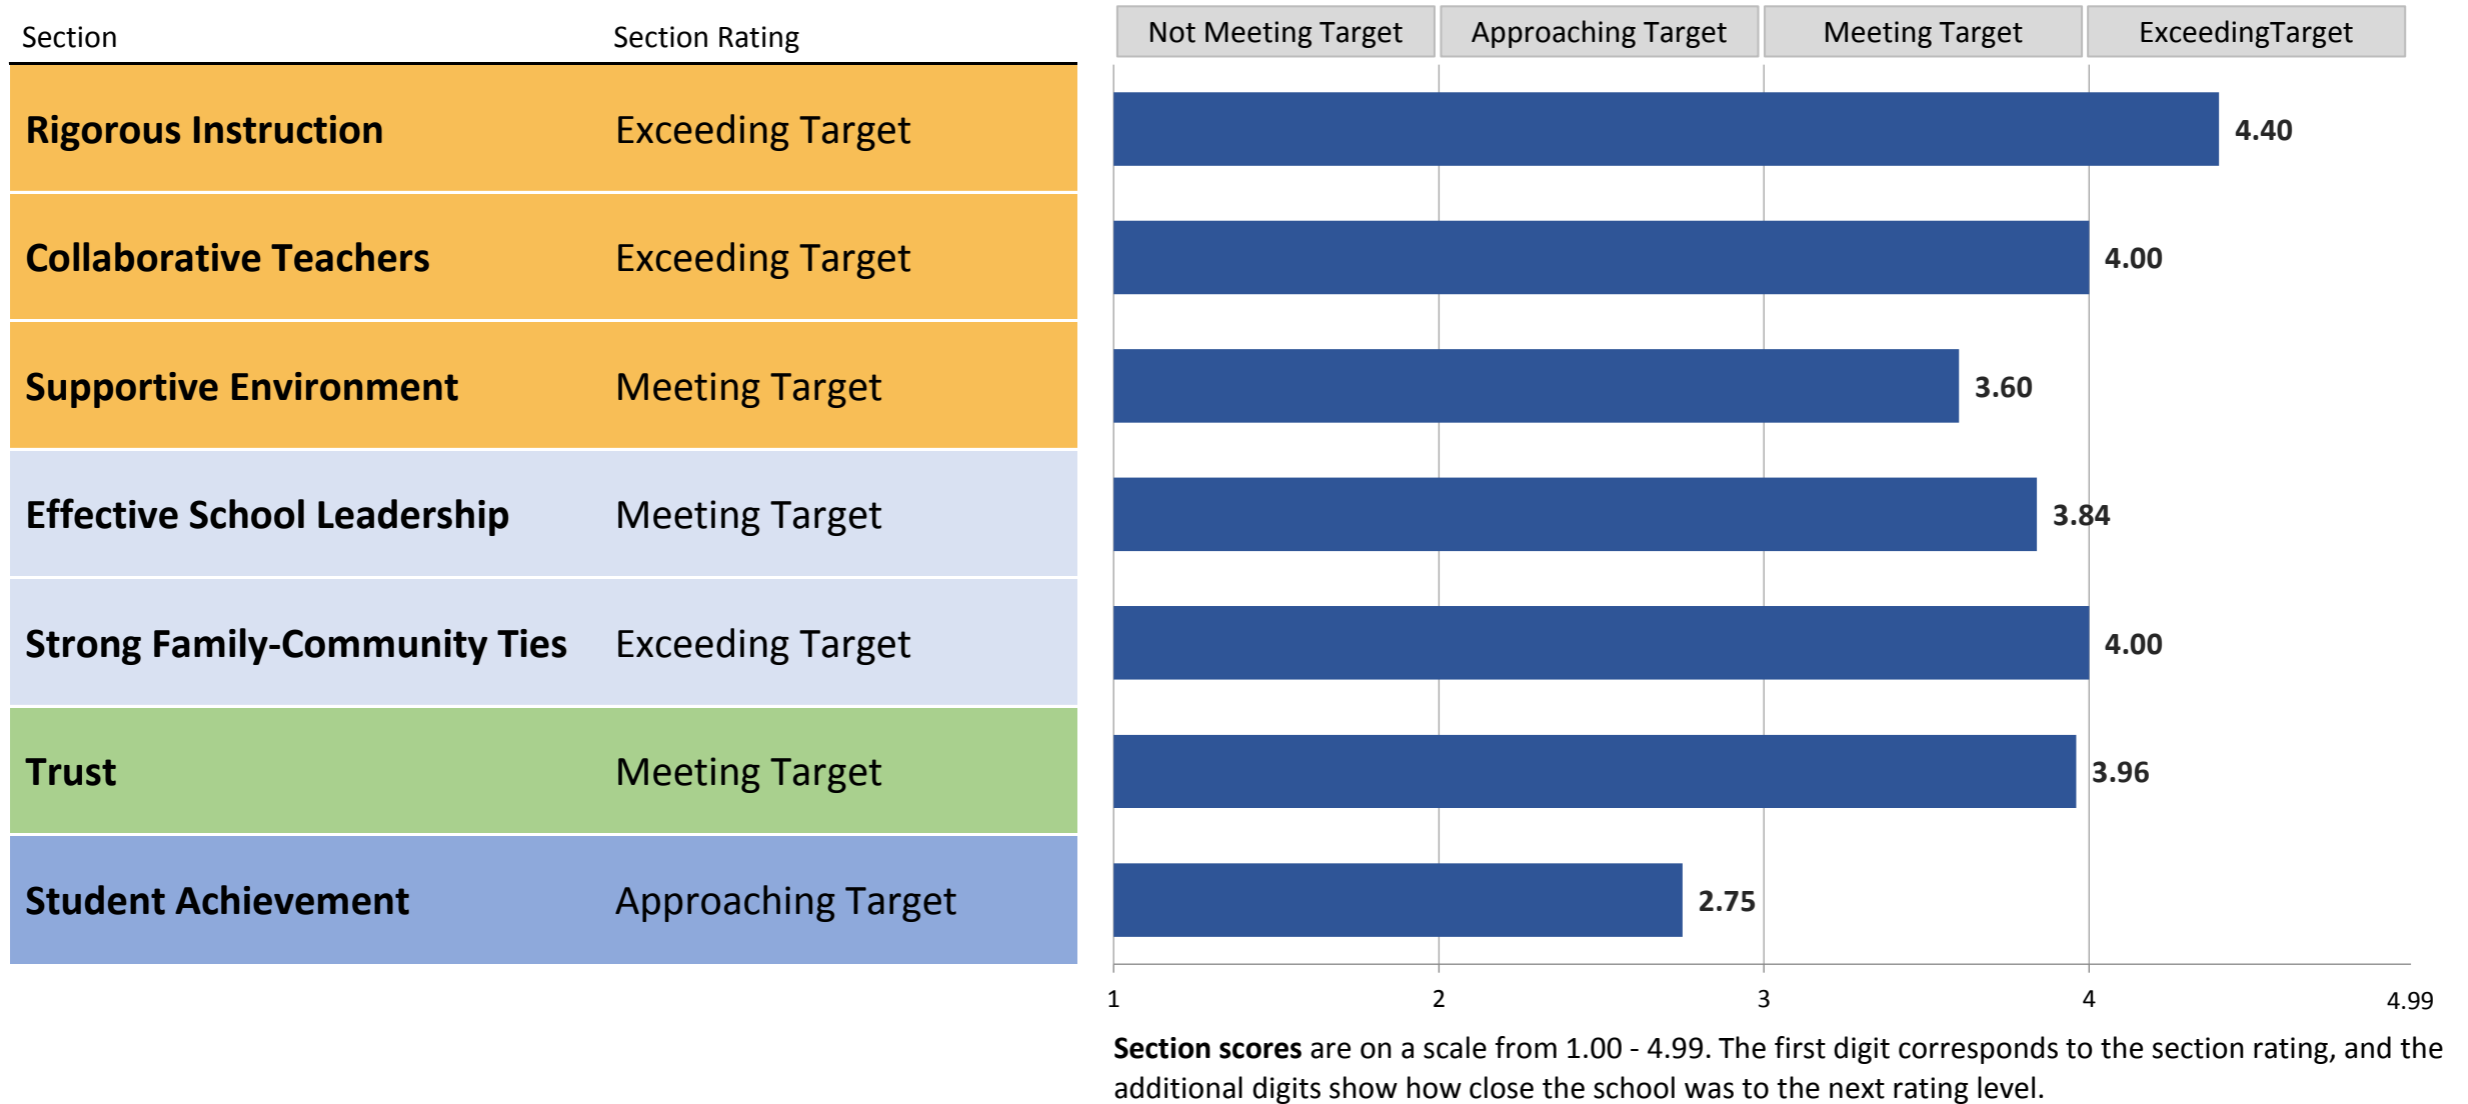 Section Section Rating Not Meeting Target Approaching Target Meeting Target ExceedingTarget
Rigorous Instruction Exceeding Target 4.40
Collaborative Teachers Exceeding Target 4.00
Supportive Environment Meeting Target 3.60
Effective School Leadership Meeting Target 3.84
Strong Family-Community Ties Exceeding Target 4.00
Trust Meeting Target 3.96
Student Achievement Approaching Target 2.75
1 2 3 4 4.99
Section scores are on a scale from 1.00 - 4.99. The first digit corresponds to the section rating, and the
additional digits show how close the school was to the next rating level.